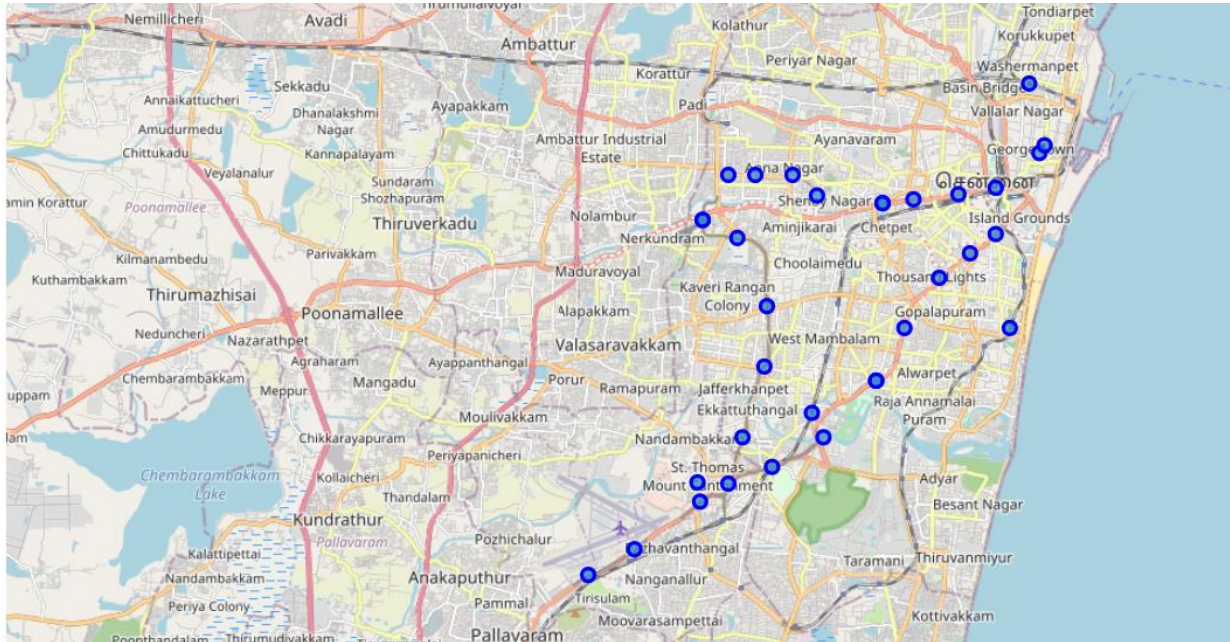 Tondiarpet
Nemillicheri
Avadi
Kolathur
Korukkupet
Ambattur
Periyar Nagar
Washermanpet
Korattur
Sekkadu
Basin Bridge
Annaikattucheri
Ayapakkam
Padi
Vallalar Nagar
Dhanalakshmi
Nagar
Amudurmedu
Ambattur Industrial
Estate
Ayanavaram
Chittukadu
Kannapalayam
Veyalanalur
Anna Nagar
Sundaram
Shozhapuram
சென்னை
Poonamallee
Shenoy Nagar
Nolambur
Island Grounds
Thiruverkadu
Aminjikarai
Chetpet
Nerkundram
Parivakkam
Kilmanambedu
Choolaimedu
Maduravoyal
Kuthambakkam
Thousand Lights
Kaveri Rangan
Colony
Thirumazhisai
Poonamallee
Alapakkam
Gopalapuram
Neduncheri
Nazarathpet
West Mambalam
Valasaravakkam
Agraharam
Ayappanthangal
Alwarpet
Chembarambakkam
Mangadu
Porur
Ramapuram
Jafferkhanpet
Meppur
Raja Annamalai
Puram
Moulivakkam
Ekkattuthangal
Chikkarayapuram
Periyapanicheri
Kollaicheri
St. Thomas
Chembarambakkam
Lake
Thandalam
Adyar
Besant Nagar
Kundrathur
Pallavaram
Pozhichalur
Kalattipettai
Taramani
Thiruvanmiyur
Nandambakkam
Anakaputhur
Nanganallur
Periya Colony
Pammal
Tirisulam
Kottivakkam
Moovarasampettai
Poonthandalam
Thirumudivakkam
Pallavaram